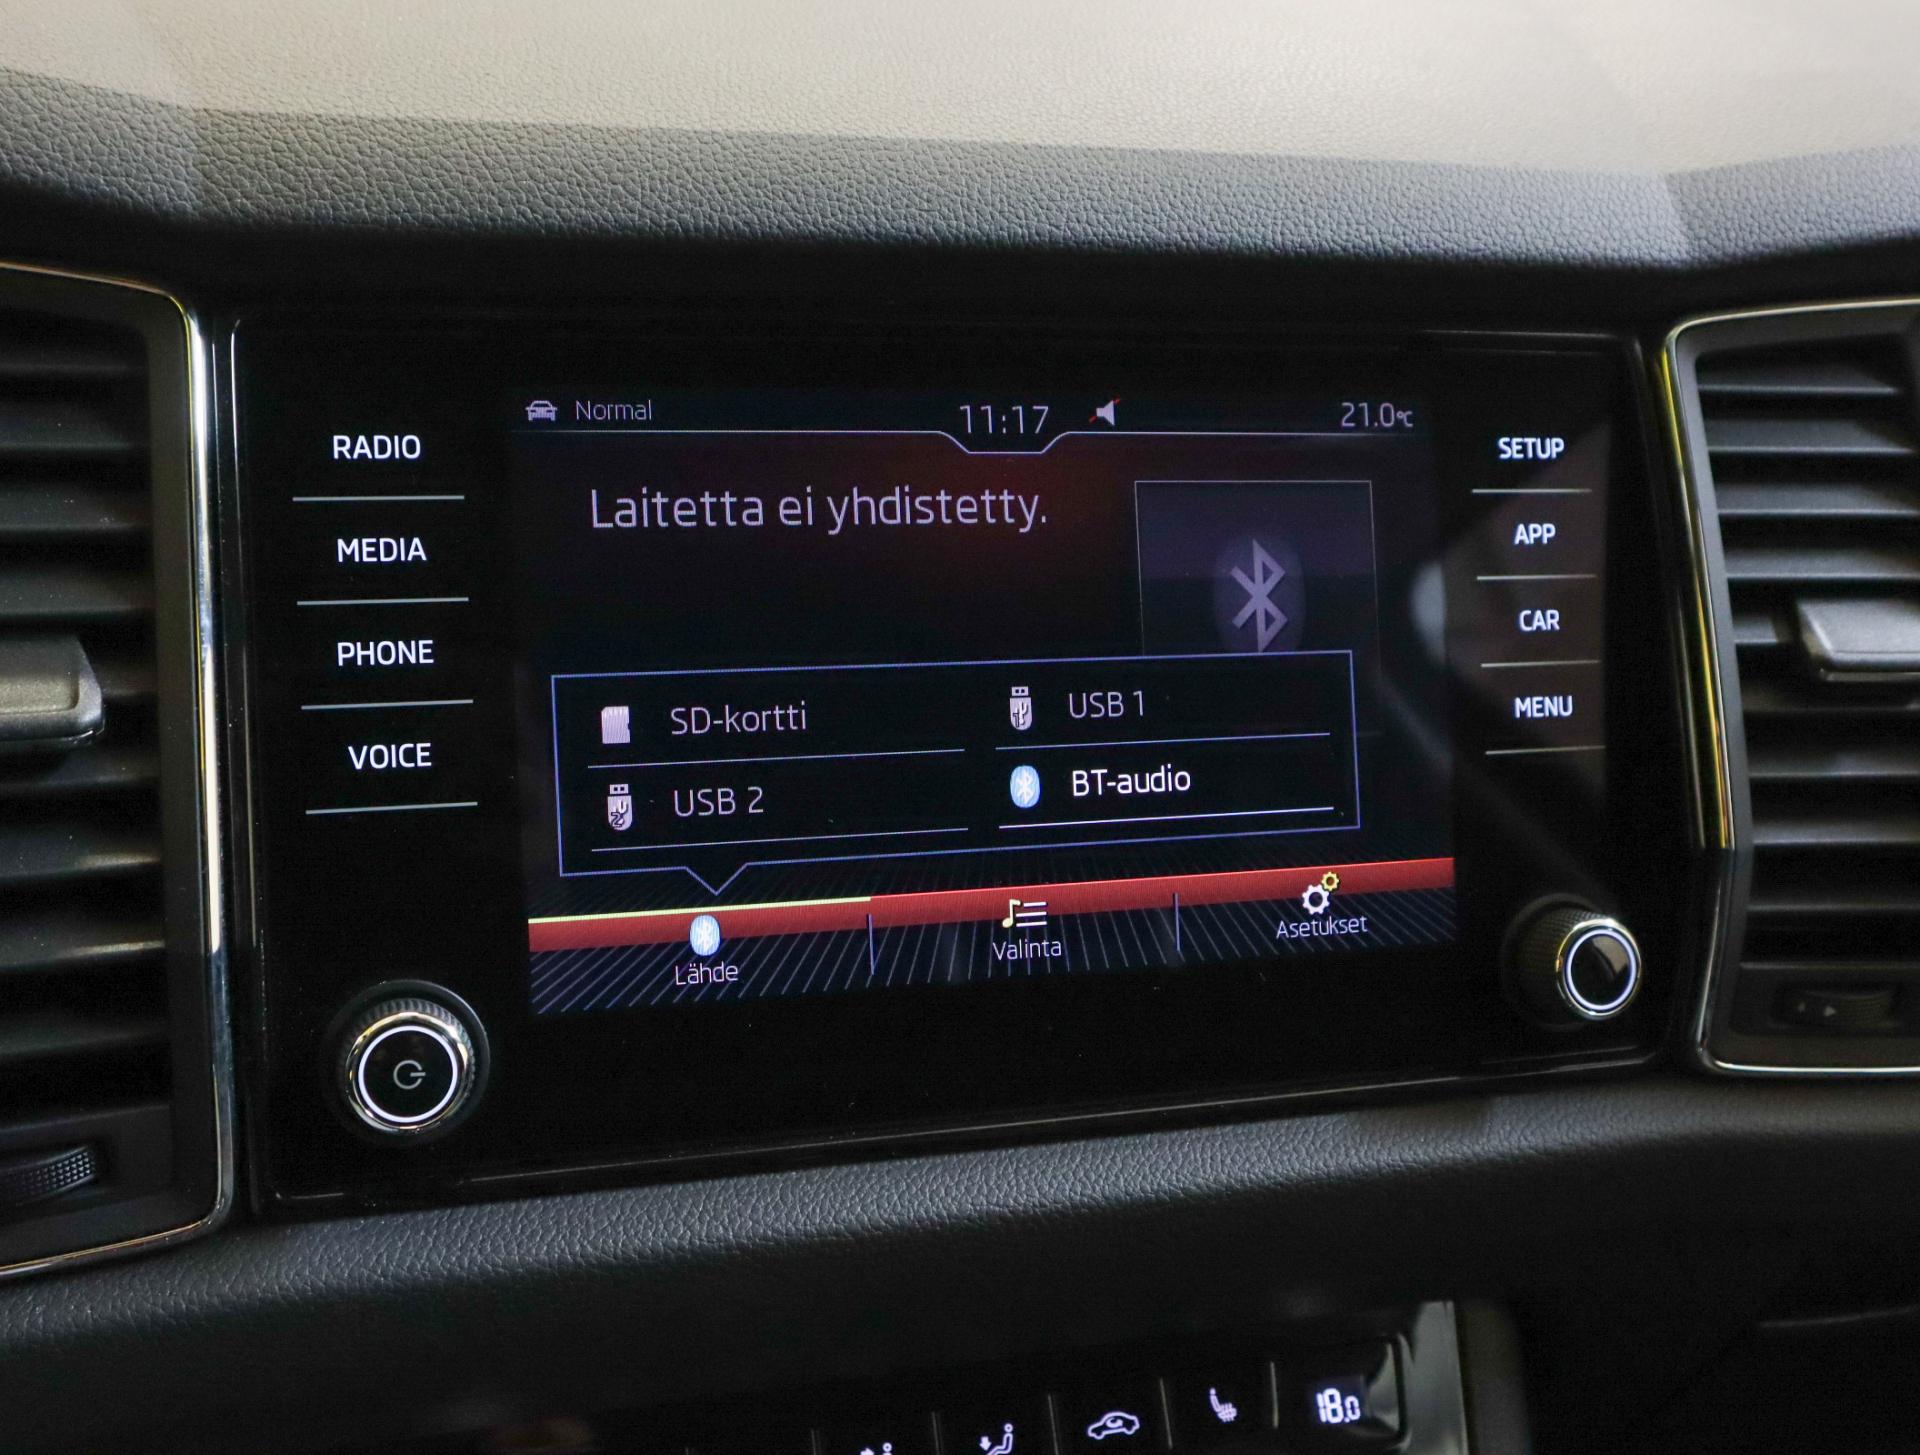 Normal
11:17
21.0°C
RADIO
MEDIA
PHONE
VOICE
Laitetta ei yhdistetty.
SD-kortti
USB 1
USB 2
BT-audio
Lähde
Valinta
Asetukset
SETUP
APP
CAR
MENU
18.0